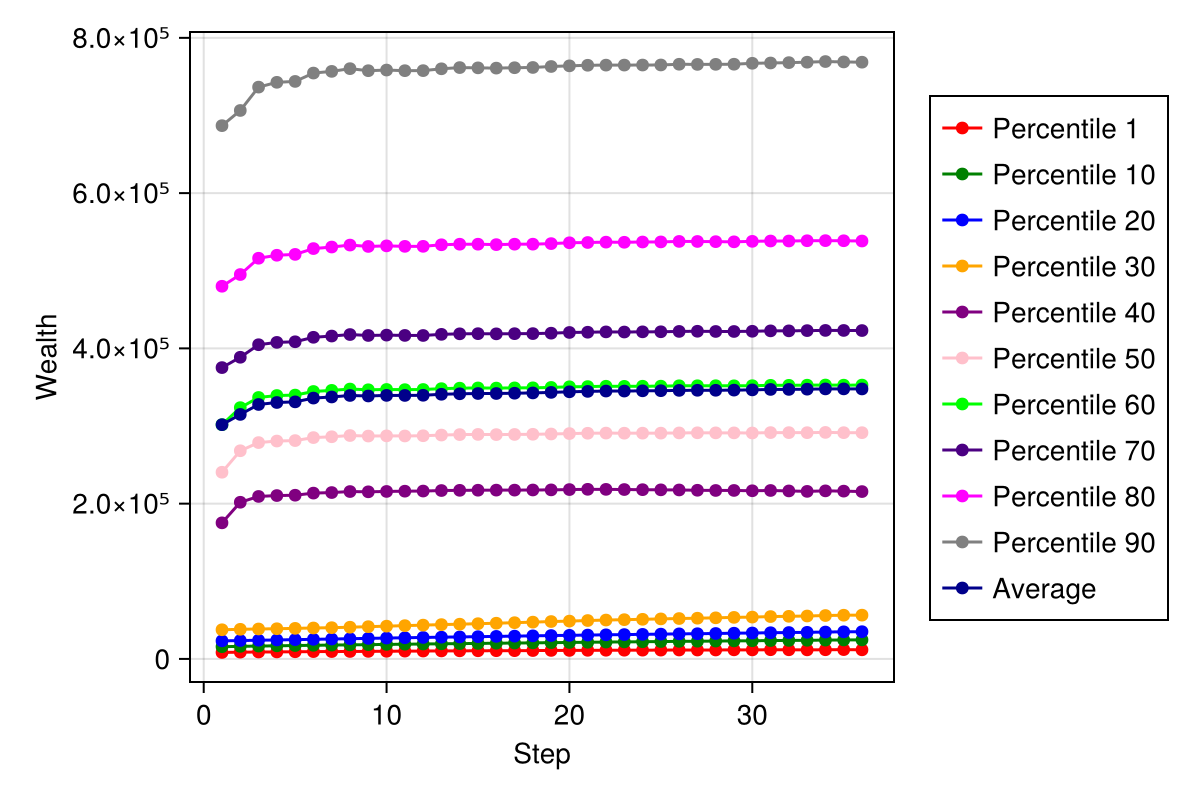 8.0×10⁵
6.0×10⁵
4.0×10⁵
2.0×10⁵
0
Wealth
0 10 20 30
Step
Percentile 1
Percentile 10
Percentile 20
Percentile 30
Percentile 40
Percentile 50
Percentile 60
Percentile 70
Percentile 80
Percentile 90
Average